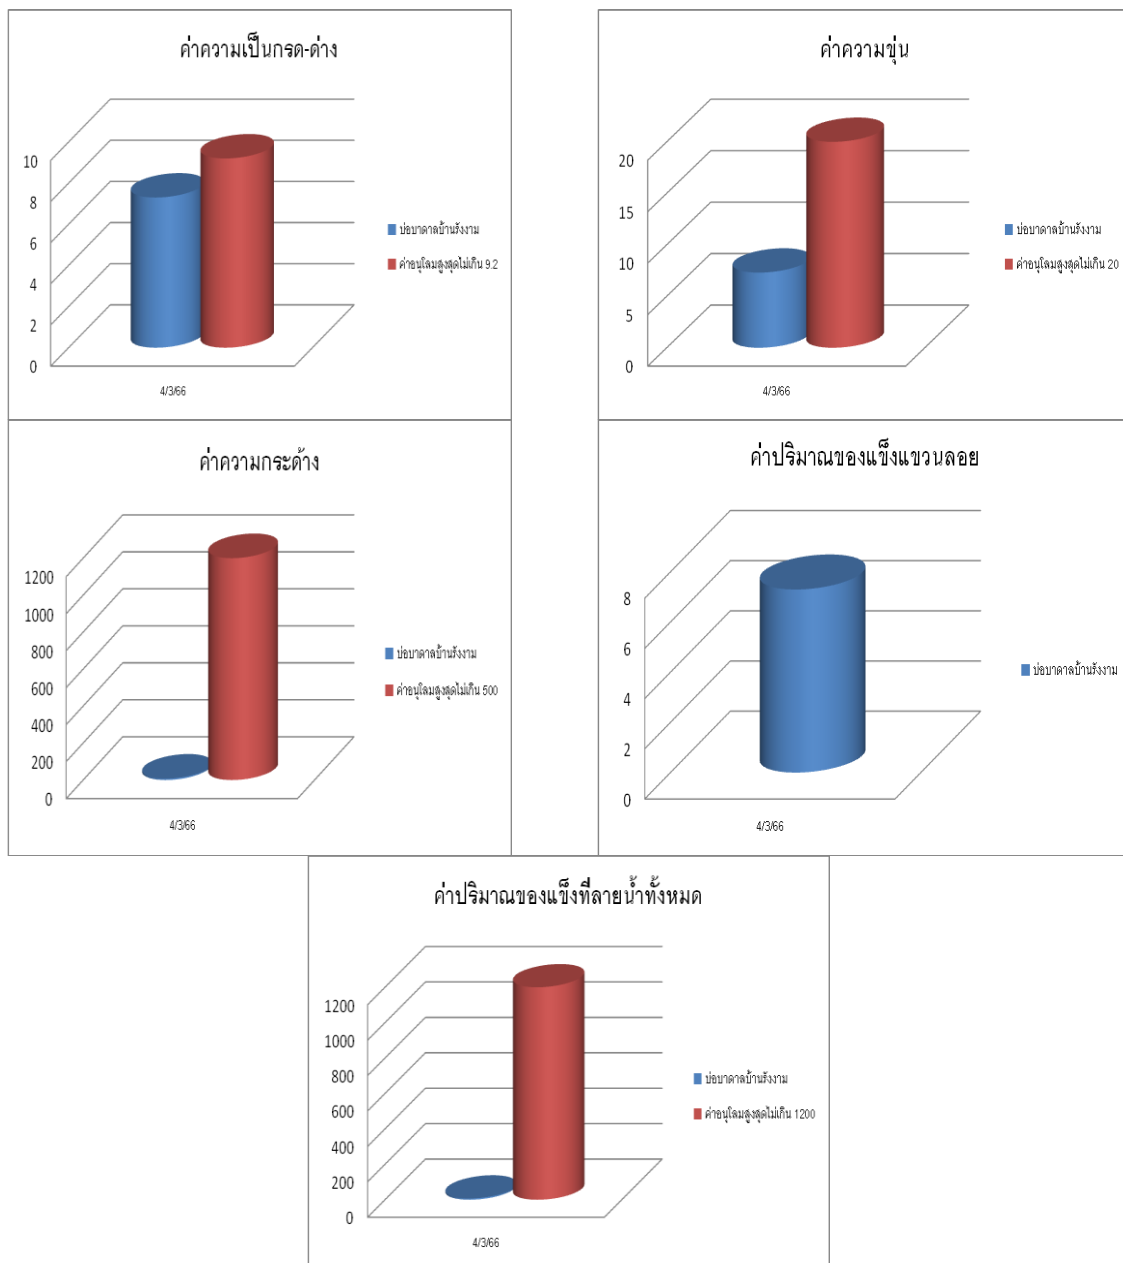 ค่าความเป็นกรด-ด่าง
10
8
6
4
2
0
4/3/66
บ่อบาดาลบ้านรังงาม
ค่าอนุโลมสูงสุดไม่เกิน 9.2
ค่าความขุ่น
20
15
10
5
0
4/3/66
บ่อบาดาลบ้านรังงาม
ค่าอนุโลมสูงสุดไม่เกิน 20
ค่าความกระด้าง
1200
1000
800
600
400
200
0
4/3/66
บ่อบาดาลบ้านรังงาม
ค่าอนุโลมสูงสุดไม่เกิน 500
ค่าปริมาณของแข็งแขวนลอย
8
6
4
2
0
4/3/66
บ่อบาดาลบ้านรังงาม
ค่าปริมาณของแข็งที่ลายน้ำทั้งหมด
1200
1000
800
600
400
200
0
4/3/66
บ่อบาดาลบ้านรังงาม
ค่าอนุโลมสูงสุดไม่เกิน 1200